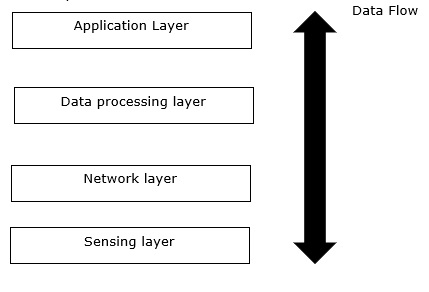 Data Flow
Application Layer
Data processing layer
Network layer
Sensing layer